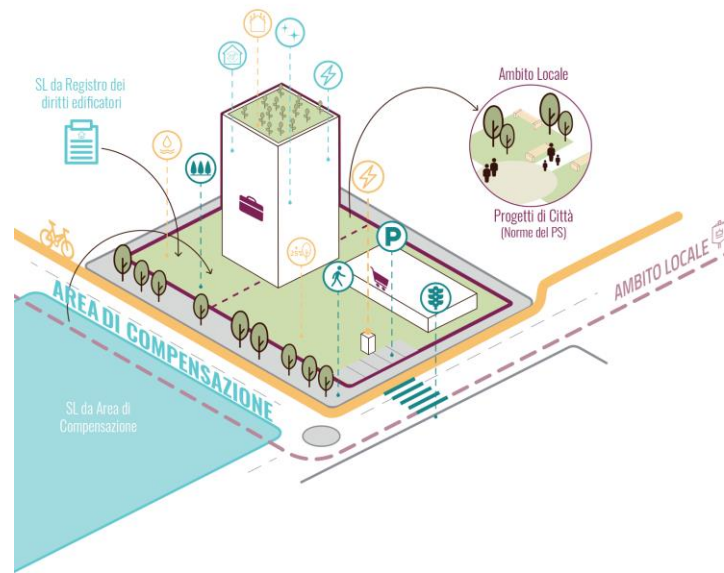 SL da Registro dei
diritti edificatori
Ambito Locale
Progetti di Città
(Norme del PS)
P
AMBITO LOCALE
AREA DI COMPENSAZIONE
SL da Area di
Compensazione